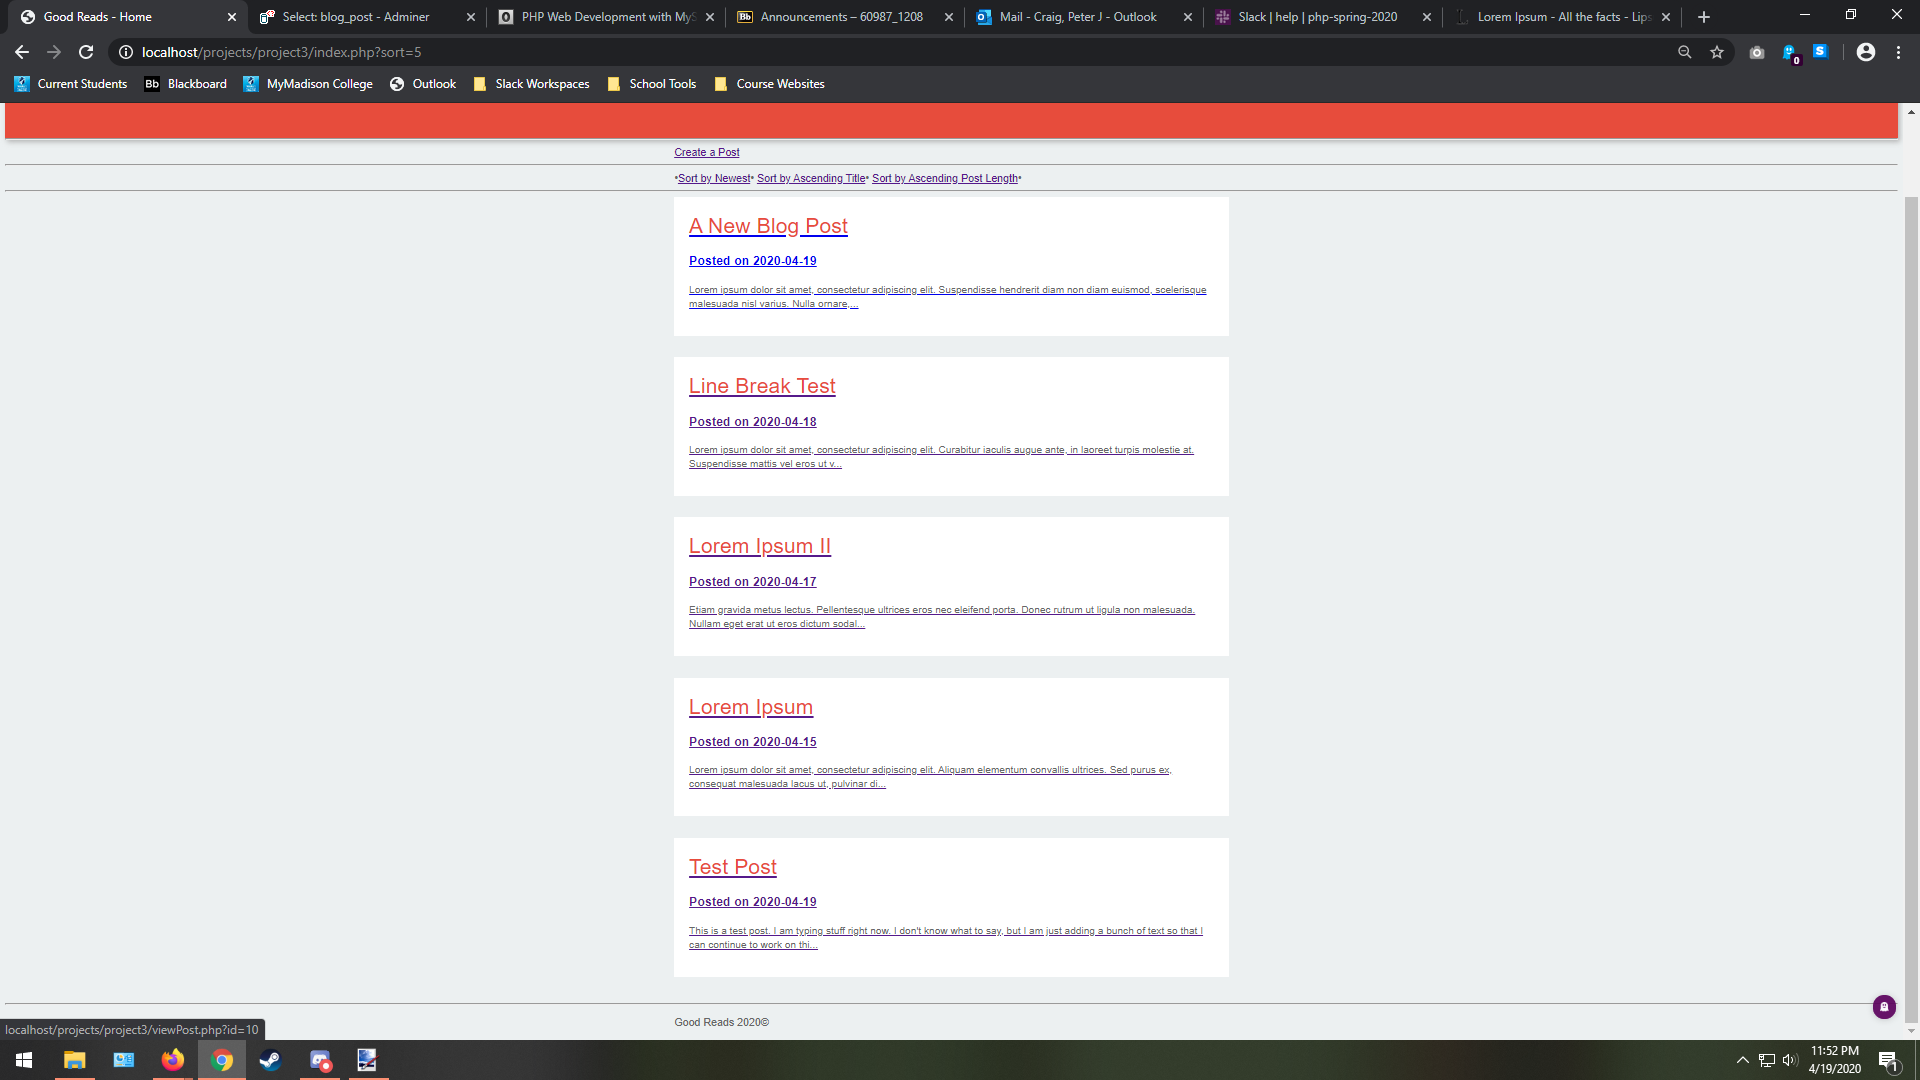 Good Reads - Home
Select: blog_post - Adminer
PHP Web Development with MyS
Bb Announcements – 60987_1208
Mail - Craig, Peter J - Outlook
Slack | help | php-spring-2020
Lorem Ipsum - All the facts - Lips
localhost/projects/project3/index.php?sort=5
0
S
Current Students
Bb Blackboard
MyMadison College
Outlook
Slack Workspaces
School Tools
Course Websites
Create a Post
*Sort by Newest* Sort by Ascending Title* Sort by Ascending Post Length*
A New Blog Post
Posted on 2020-04-19
Lorem ipsum dolor sit amet, consectetur adipiscing elit. Suspendisse hendrerit diam non diam euismod, scelerisque
malesuada nisl varius. Nulla ornare,...
Line Break Test
Posted on 2020-04-18
Lorem ipsum dolor sit amet, consectetur adipiscing elit. Curabitur iaculis augue ante, in laoreet turpis molestie at.
Suspendisse mattis vel eros ut v...
Lorem Ipsum II
Posted on 2020-04-17
Etiam gravida metus lectus. Pellentesque ultrices eros nec eleifend porta. Donec rutrum ut ligula non malesuada.
Nullam eget erat ut eros dictum sodal...
Lorem Ipsum
Posted on 2020-04-15
Lorem ipsum dolor sit amet, consectetur adipiscing elit. Aliquam elementum convallis ultrices. Sed purus ex,
consequat malesuada lacus ut, pulvinar di...
Test Post
Posted on 2020-04-19
This is a test post. I am typing stuff right now. I don't know what to say, but I am just adding a bunch of text so that I
can continue to work on thi...
Good Reads 2020©
localhost/projects/project3/viewPost.php?id=10
11:52 PM
4/19/2020
1